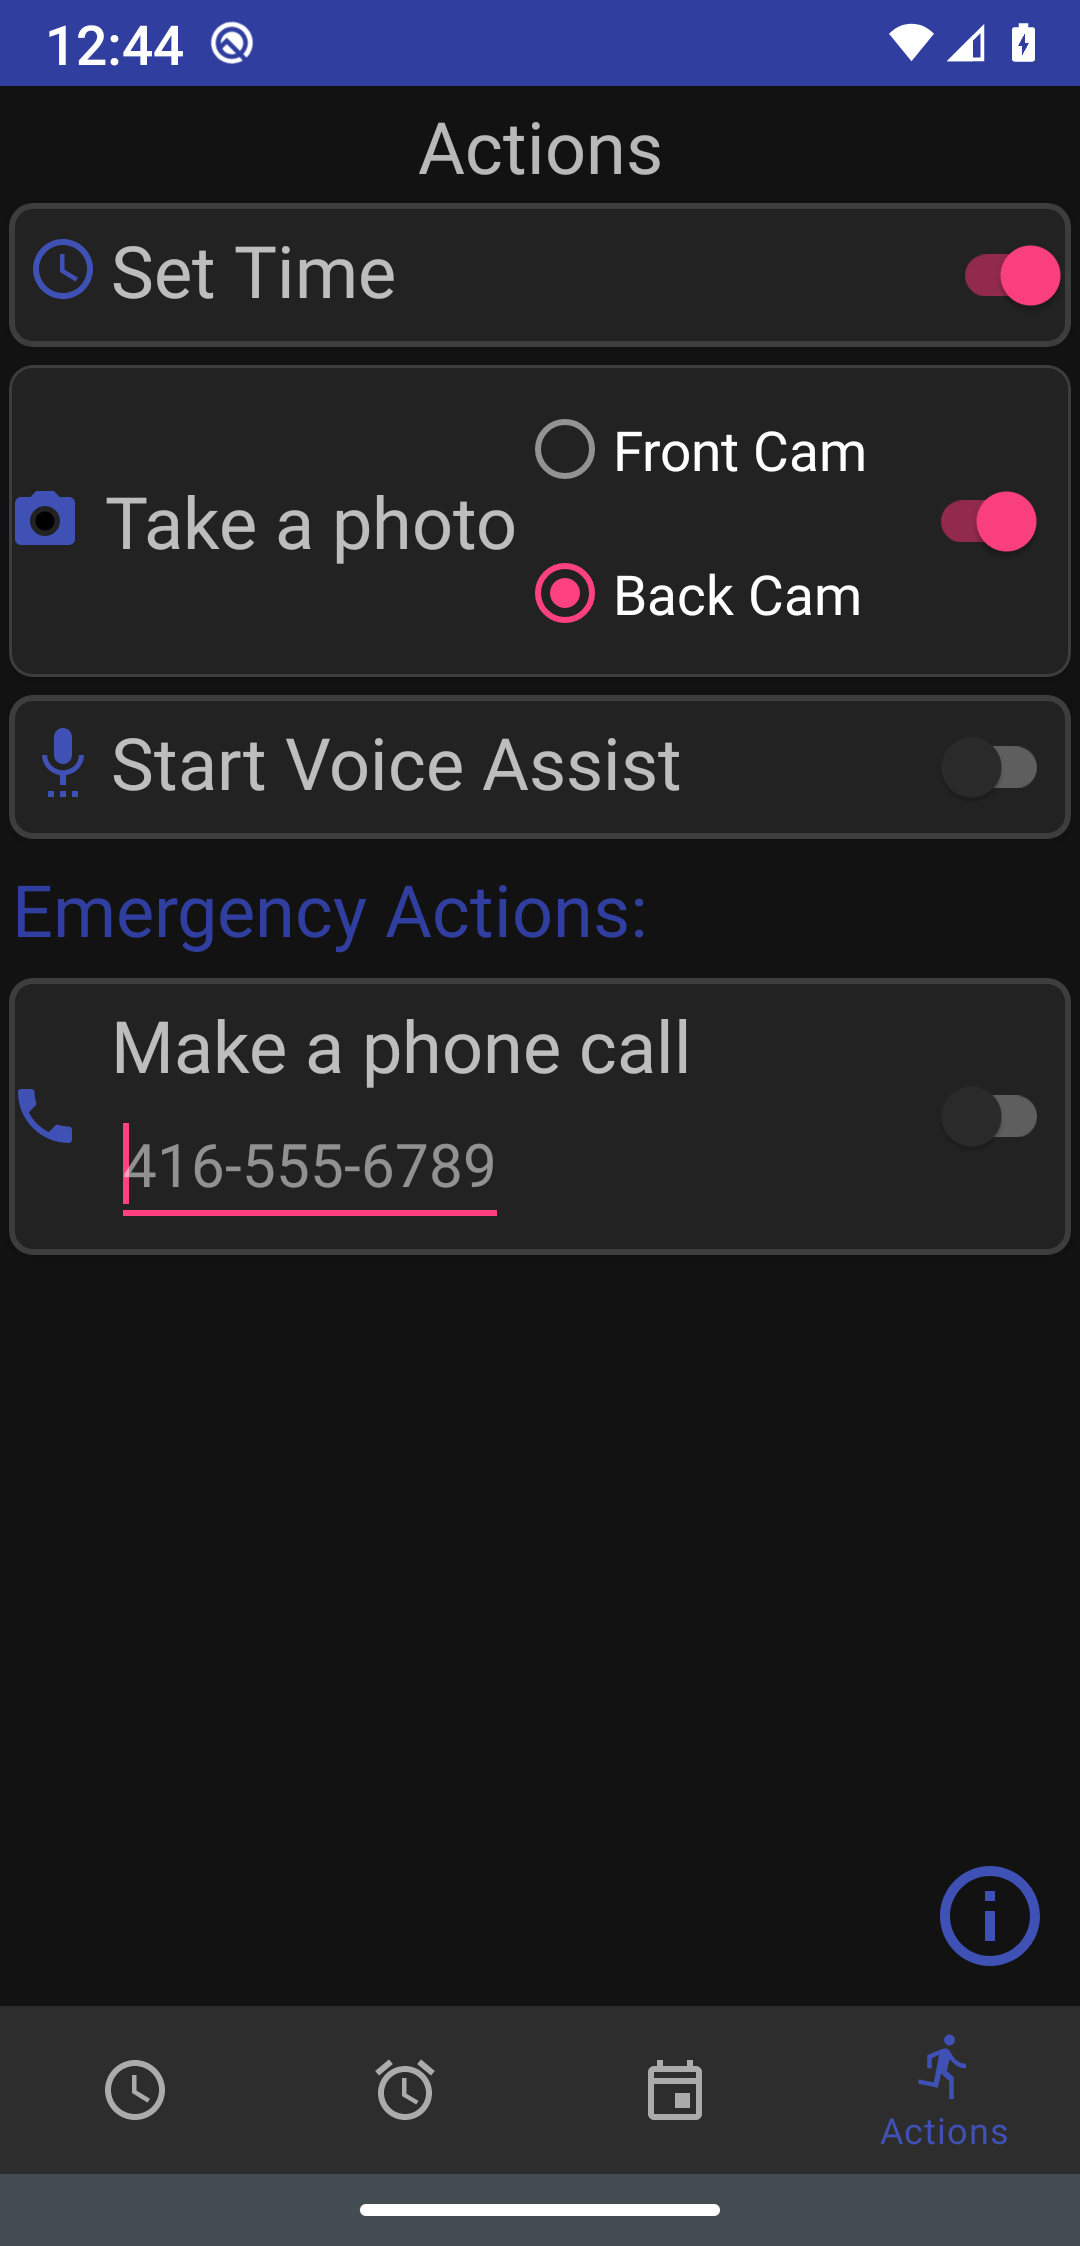 12:44
Actions
Set Time
Front Cam
Take a photo
Back Cam
Start Voice Assist
Emergency Actions:
Make a phone call
416-555-6789
Actions